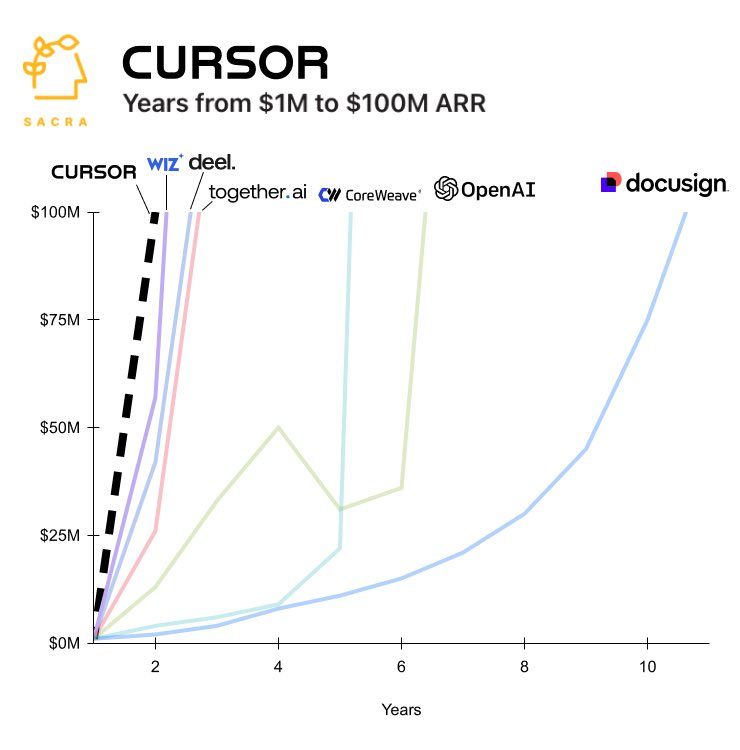 CURSOR
Years from $1M to $100M ARR
SACRA
CURSOR
WIZ
deel.
together.ai
CoreWeave
OpenAI
docusign
$100M
$75M
$50M
$25M
$0M
2 4 6 8 10
Years